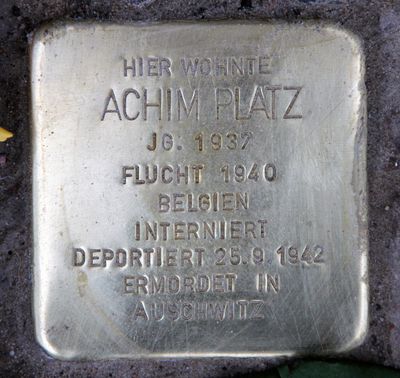 HIER WOHNTE
ACHIM PLATZ
JG. 1937
FLUCHT 1940
BELGIEN
INTERNIERT
DEPORTIERT 25.9.1942
ERMORDET IN
AUSCHWITZ